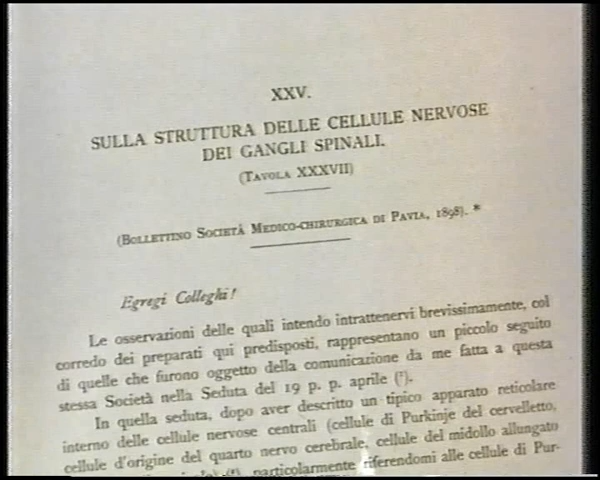 XXV.
SULLA STRUTTURA DELLE CELLULE NERVOSE
DEI GANGLI SPINALI.
(TAVOLA XXXVII)
(BOLLETTINO SOCIETÀ MEDICO-CHIRURGICA DI PAVIA, 1898). *
Egregi Colleghi!
Le osservazioni delle quali intendo intrattenervi brevissimamente, col
corredo dei preparati qui predisposti, rappresentano un piccolo seguito
di quelle che furono oggetto della comunicazione da me fatta a questa
stessa Società nella Seduta del 19 p. p. aprile (¹).
In quella seduta, dopo aver descritto un tipico apparato reticolare
interno delle cellule nervose centrali (cellule di Purkinje del cervelletto,
cellule d'origine del quarto nervo cerebrale, cellule del midollo allungato
particolarmente riferendomi alle cellule di Pur-